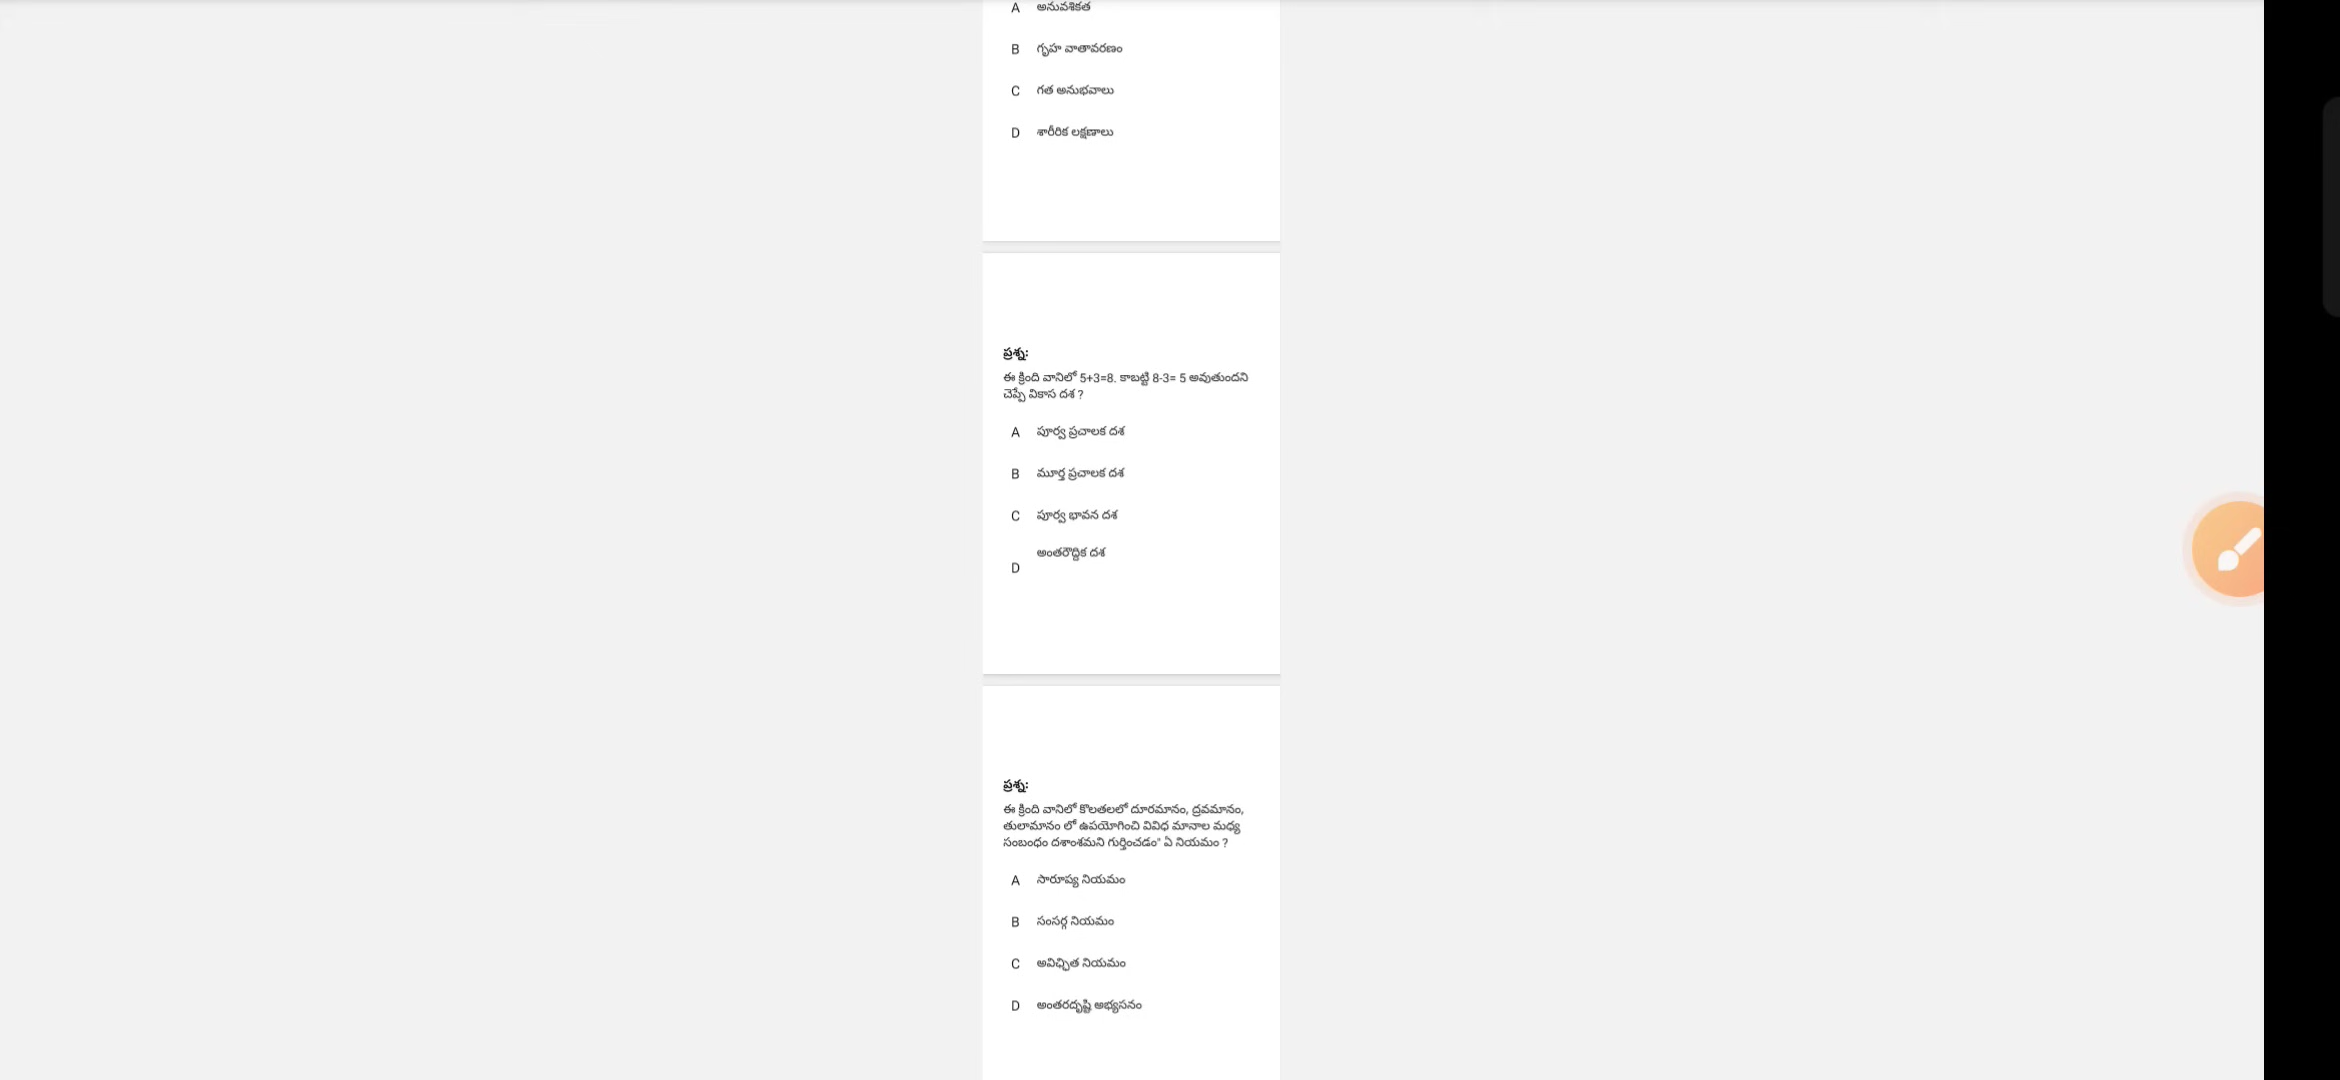 A అనువశికత
B గృహ వాతావరణం
C గత అనుభవాలు
D శారీరిక లక్షణాలు
ప్రశ్న:
ఈ క్రింది వానిలో 5+3=8. కాబట్టి 8-3= 5 అవుతుందని
చెప్పే వికాస దశ ?
A పూర్వ ప్రచాలక దశ
B మూర్త ప్రచాలక దశ
C పూర్వ భావన దశ
అంతరౌద్దిక దశ
D
ప్రశ్న:
ఈ క్రింది వానిలో కొలతలలో దూరమానం, ద్రవమానం,
తులామానం లో ఉపయోగించి వివిధ మానాల మధ్య
సంబంధం దశాంశమని గుర్తించడం" ఏ నియమం ?
A సారూప్య నియమం
B సంసర్గ నియమం
C అవిఛ్ఛిత నియమం
D అంతరదృష్టి అభ్యసనం